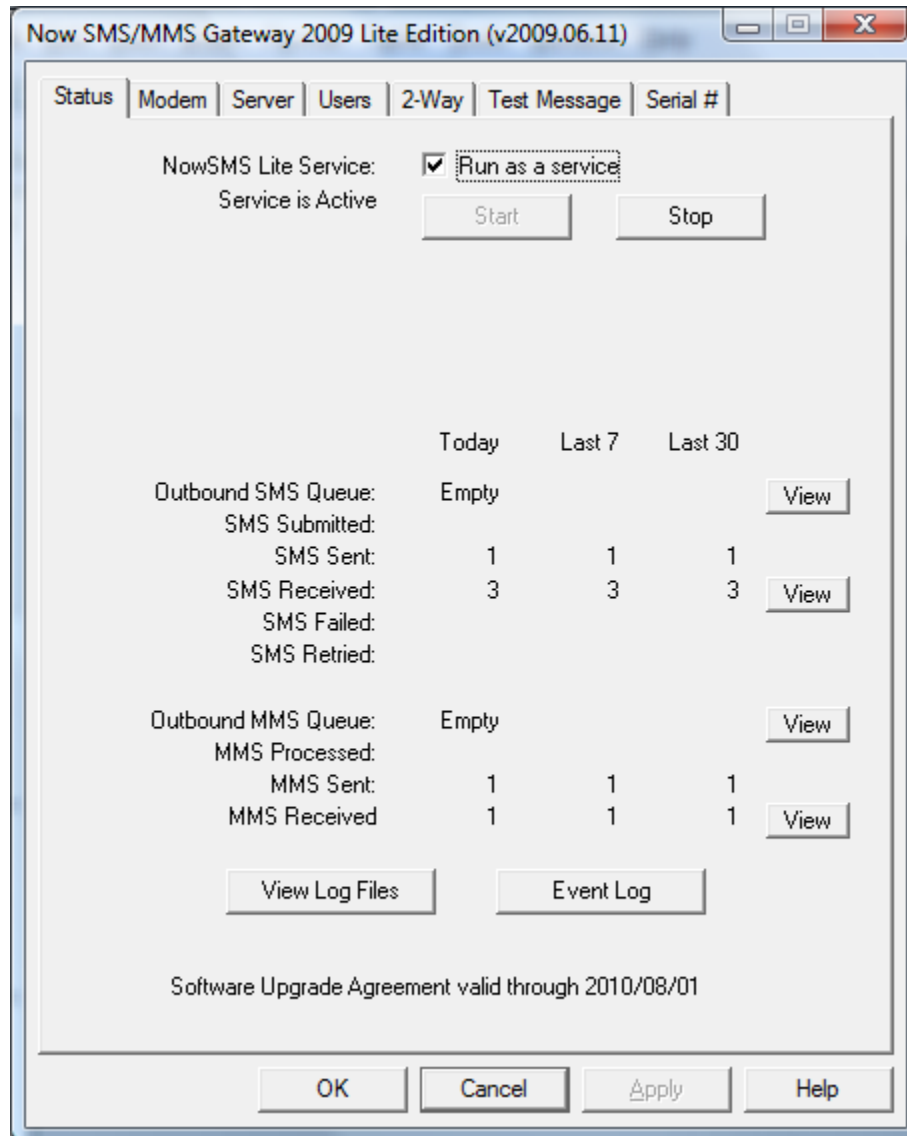 Now SMS/MMS Gateway 2009 Lite Edition (v2009.06.11)
Status Modem Server Users 2-Way Test Message Serial #
NowSMS Lite Service: Run as a service
Service is Active Start Stop
Today Last 7 Last 30
Outbound SMS Queue: Empty View
SMS Submitted:
SMS Sent: 1 1 1
SMS Received: 3 3 3 View
SMS Failed:
SMS Retried:
Outbound MMS Queue: Empty View
MMS Processed:
MMS Sent: 1 1 1
MMS Received 1 1 1 View
View Log Files Event Log
Software Upgrade Agreement valid through 2010/08/01
OK Cancel Apply Help